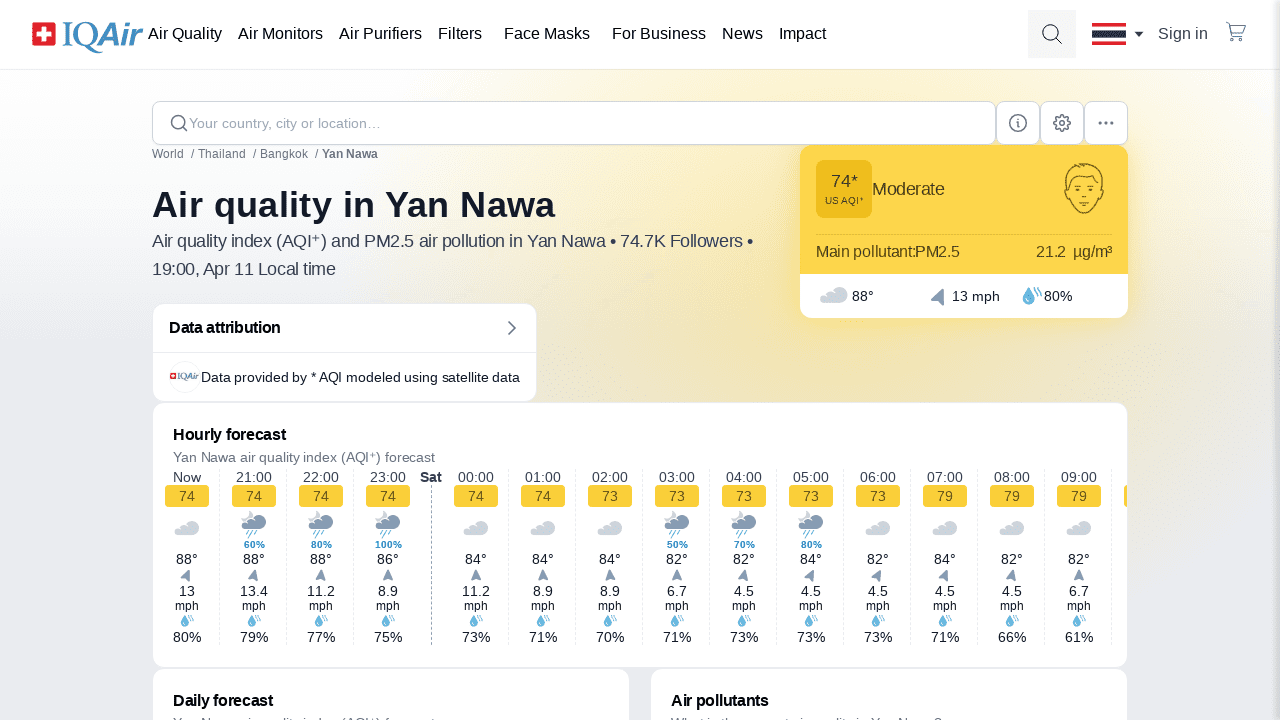 IQAir Air Quality Air Monitors Air Purifiers Filters Face Masks For Business News Impact Sign in
Your country, city or location…
World / Thailand / Bangkok / Yan Nawa
Air quality in Yan Nawa
Air quality index (AQI⁺) and PM2.5 air pollution in Yan Nawa • 74.7K Followers •
19:00, Apr 11 Local time
74*
US AQI⁺
Moderate
Main pollutant:PM2.5 21.2 µg/m³
88° 13 mph 80%
Data attribution
IQAir Data provided by * AQI modeled using satellite data
Hourly forecast
Yan Nawa air quality index (AQI⁺) forecast
Now 21:00 22:00 23:00 Sat 00:00 01:00 02:00 03:00 04:00 05:00 06:00 07:00 08:00 09:00
74 74 74 74 74 74 73 73 73 73 73 79 79 79
60% 80% 100% 50% 70% 80%
88° 88° 88° 86° 84° 84° 84° 82° 82° 84° 82° 84° 82° 82°
13 13.4 11.2 8.9 11.2 8.9 8.9 6.7 4.5 4.5 4.5 4.5 4.5 6.7
mph mph mph mph mph mph mph mph mph mph mph mph mph mph
80% 79% 77% 75% 73% 71% 70% 71% 73% 73% 73% 71% 66% 61%
Daily forecast
Air pollutants